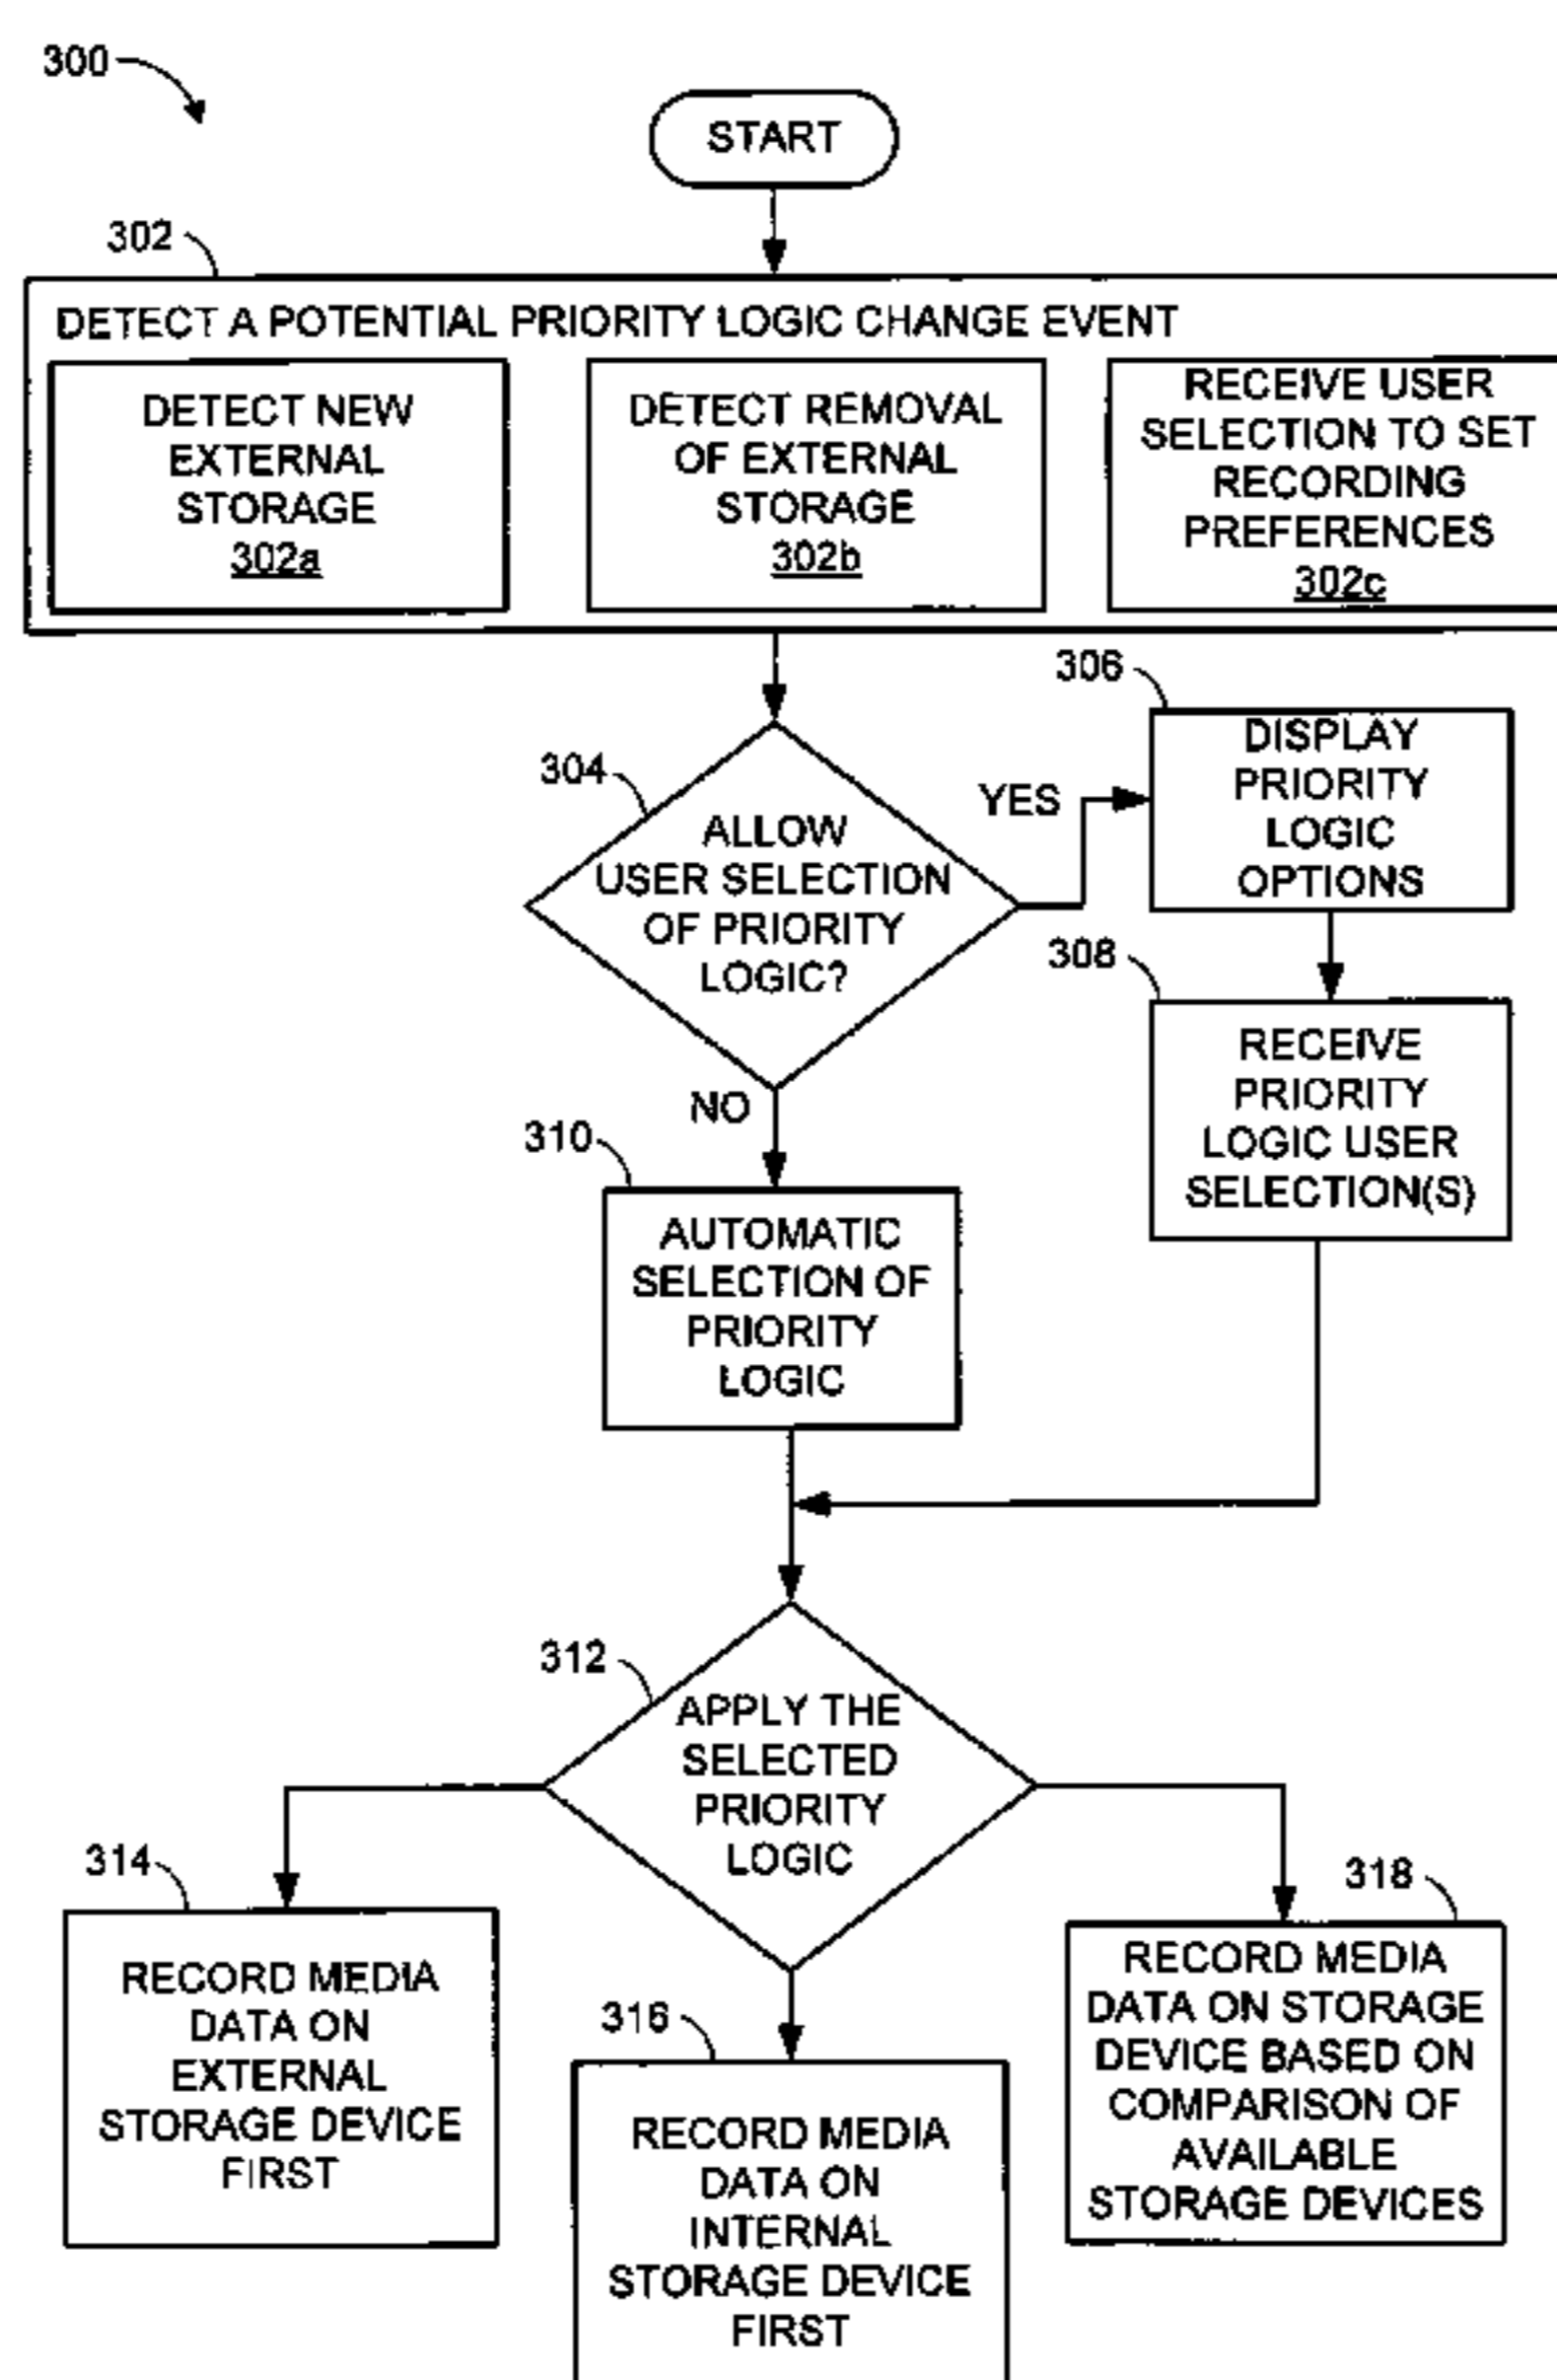 300
START
302
DETECT A POTENTIAL PRIORITY LOGIC CHANGE EVENT
DETECT NEW
EXTERNAL
STORAGE
302a
DETECT REMOVAL
OF EXTERNAL
STORAGE
302b
RECEIVE USER
SELECTION TO SET
RECORDING
PREFERENCES
302c
304
ALLOW
USER SELECTION
OF PRIORITY
LOGIC?
YES
306
DISPLAY
PRIORITY
LOGIC
OPTIONS
308
RECEIVE
PRIORITY
LOGIC USER
SELECTION(S)
NO
310
AUTOMATIC
SELECTION OF
PRIORITY
LOGIC
312
APPLY THE
SELECTED
PRIORITY
LOGIC
314
RECORD MEDIA
DATA ON
EXTERNAL
STORAGE DEVICE
FIRST
316
RECORD MEDIA
DATA ON
INTERNAL
STORAGE DEVICE
FIRST
318
RECORD MEDIA
DATA ON STORAGE
DEVICE BASED ON
COMPARISON OF
AVAILABLE
STORAGE DEVICES